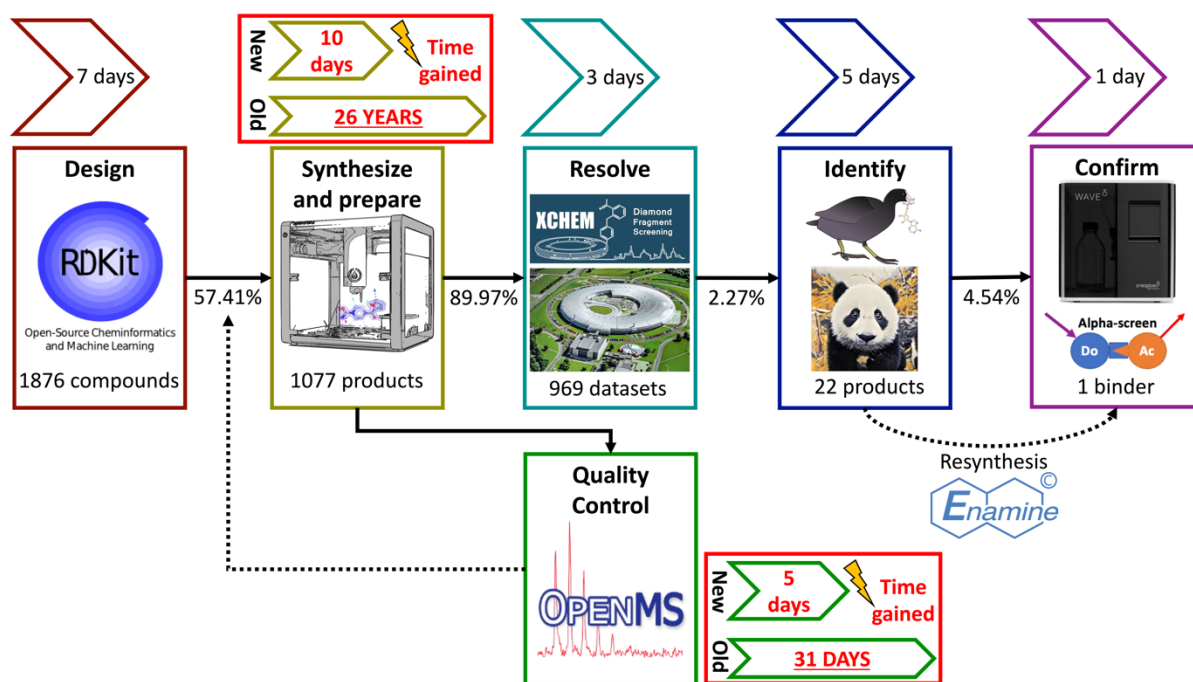 7 days
New
10
days
Time
gained
Old
26 YEARS
3 days
5 days
1 day
Design
RDKit
Open-Source Cheminformatics
and Machine Learning
1876 compounds
57.41%
Synthesize
and prepare
1077 products
89.97%
Resolve
XCHEM
Diamond
Fragment
Screening
969 datasets
2.27%
Identify
22 products
4.54%
Confirm
WAVE
creoptix
Alpha-screen
Do
Ac
1 binder
Quality
Control
OPENMS
Resynthesis
©
Enamine
New
5
days
Time
gained
Old
31 DAYS